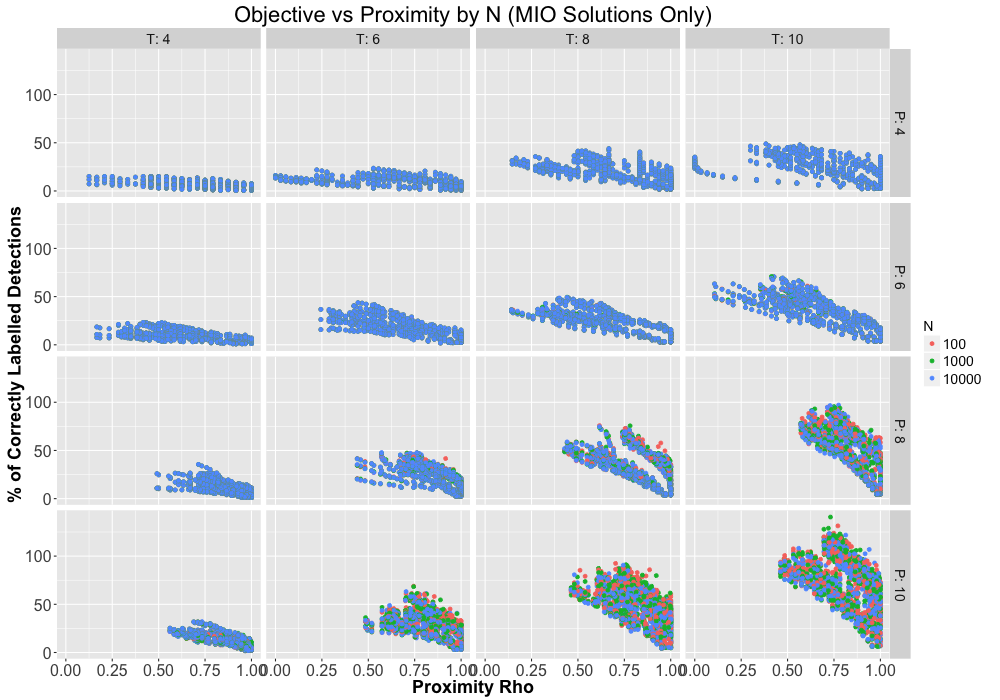 Objective vs Proximity by N (MIO Solutions Only)
T: 4 T: 6 T: 8 T: 10
% of Correctly Labelled Detections
100
50
0
P: 4
100
50
0
P: 6
100
50
0
P: 8
100
50
0
P: 10
0.00 0.25 0.50 0.75 1.00 0.00 0.25 0.50 0.75 1.00 0.00 0.25 0.50 0.75 1.00 0.00 0.25 0.50 0.75 1.00
Proximity Rho
N
100
1000
10000